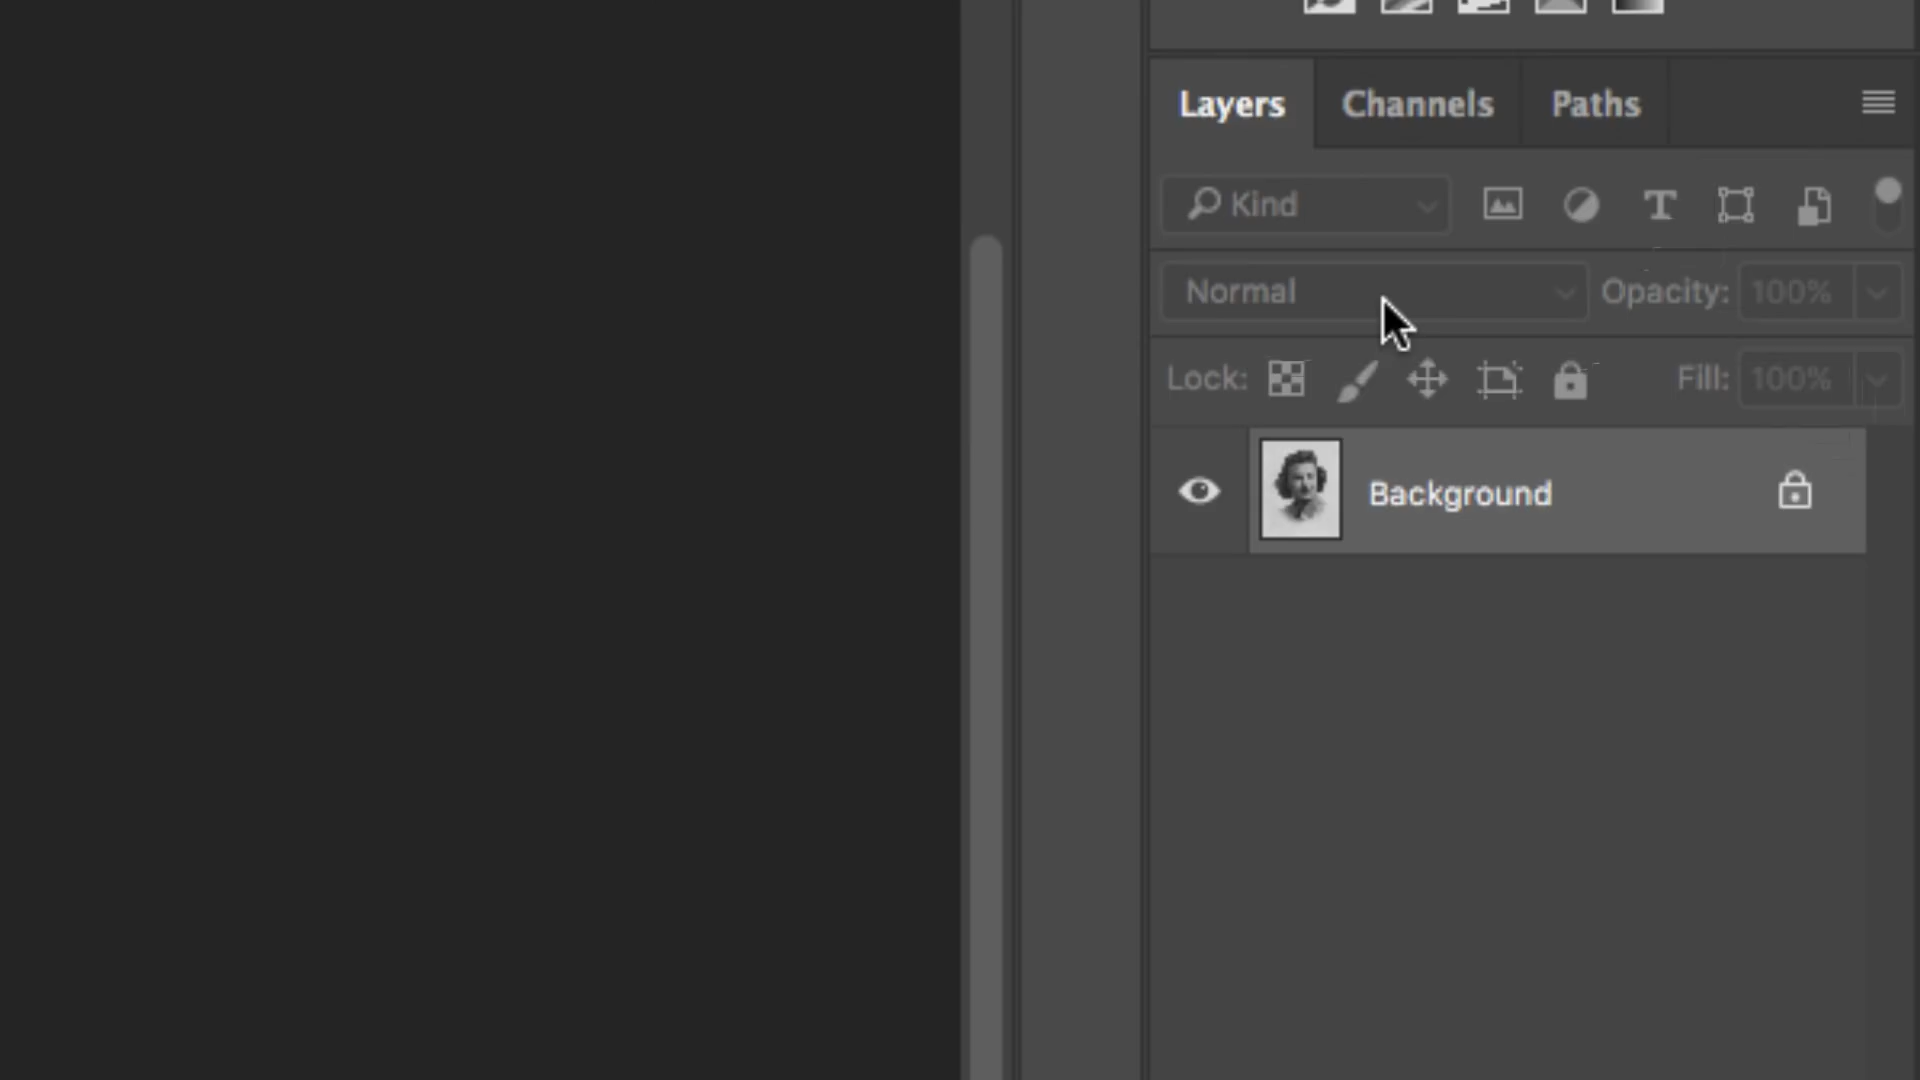 Layers Channels Paths
Kind
Normal Opacity: 100%
Lock: Fill: 100%
Background